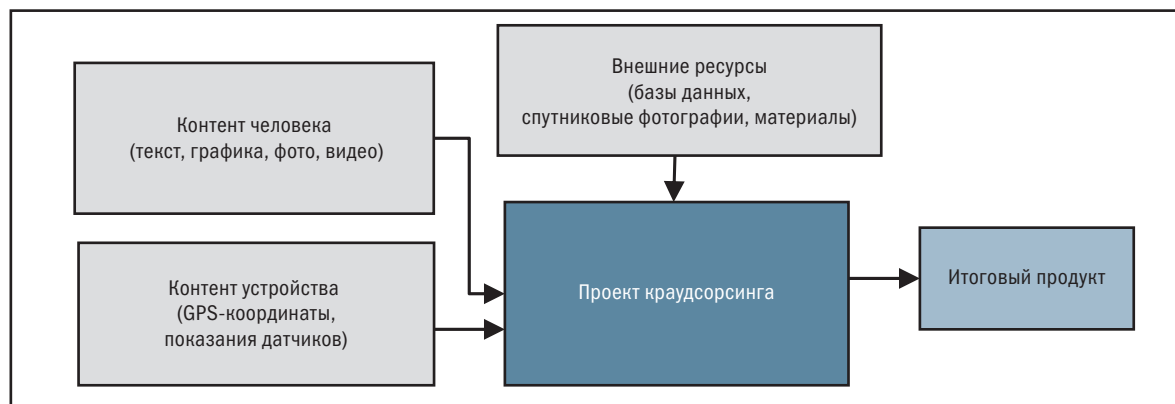 Контент человека
(текст, графика, фото, видео)
Внешние ресурсы
(базы данных,
спутниковые фотографии, материалы)
Контент устройства
(GPS-координаты,
показания датчиков)
Проект краудсорсинга
Итоговый продукт